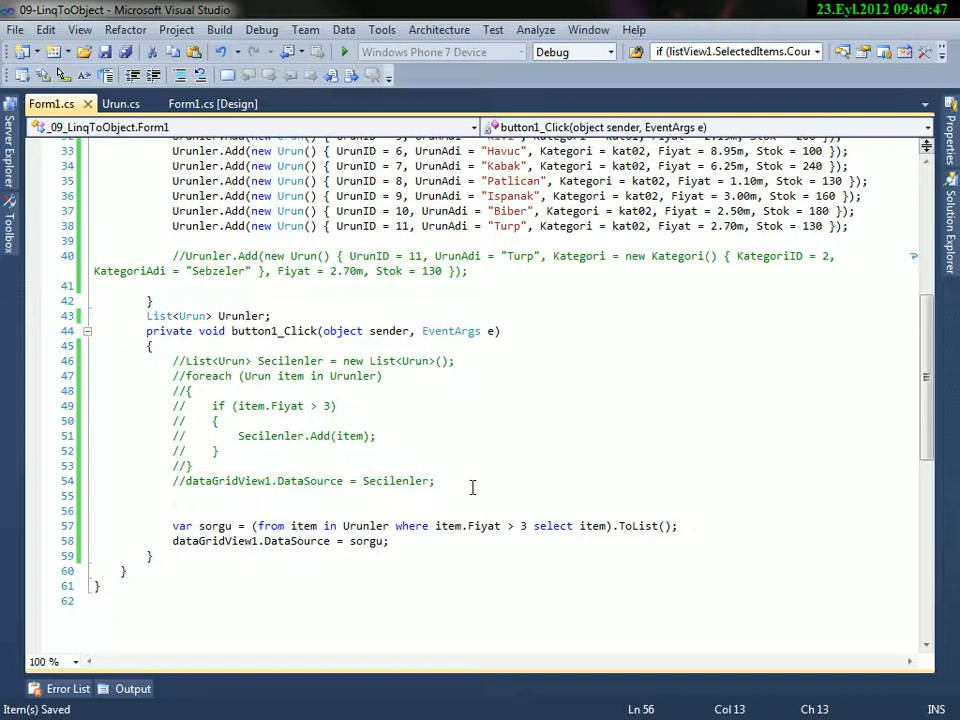 09-LinqToObject - Microsoft Visual Studio
23.Eyl.2012 09:40:47
File Edit View Refactor Project Build Debug Team Data Tools Architecture Test Analyze Window Help
Windows Phone 7 Device Debug if (listView1.SelectedItems.Cour
Form1.cs Urun.cs Form1.cs [Design]
_09_LinqToObject.Form1 button1_Click(object sender, EventArgs e)
33 Urunler.Add(new Urun() { UrunID = 6, UrunAdi = "Havuc", Kategori = kat02, Fiyat = 8.95m, Stok = 100 });
34 Urunler.Add(new Urun() { UrunID = 7, UrunAdi = "Kabak", Kategori = kat02, Fiyat = 6.25m, Stok = 240 });
35 Urunler.Add(new Urun() { UrunID = 8, UrunAdi = "Patlican", Kategori = kat02, Fiyat = 1.10m, Stok = 130 });
36 Urunler.Add(new Urun() { UrunID = 9, UrunAdi = "Ispanak", Kategori = kat02, Fiyat = 3.00m, Stok = 160 });
37 Urunler.Add(new Urun() { UrunID = 10, UrunAdi = "Biber", Kategori = kat02, Fiyat = 2.50m, Stok = 180 });
38 Urunler.Add(new Urun() { UrunID = 11, UrunAdi = "Turp", Kategori = kat02, Fiyat = 2.70m, Stok = 130 });
39
40 //Urunler.Add(new Urun() { UrunID = 11, UrunAdi = "Turp", Kategori = new Kategori() { KategoriID = 2,
KategoriAdi = "Sebzeler" }, Fiyat = 2.70m, Stok = 130 });
41
42 }
43 List<Urun> Urunler;
44 private void button1_Click(object sender, EventArgs e)
45 {
46 //List<Urun> Secilenler = new List<Urun>();
47 //foreach (Urun item in Urunler)
48 //{
49 // if (item.Fiyat > 3)
50 // {
51 // Secilenler.Add(item);
52 // }
53 //}
54 //dataGridView1.DataSource = Secilenler;
55
56
57 var sorgu = (from item in Urunler where item.Fiyat > 3 select item).ToList();
58 dataGridView1.DataSource = sorgu;
59 }
60 }
61 }
62
100 %
Error List Output
Item(s) Saved Ln 56 Col 13 Ch 13 INS
Server Explorer
Toolbox
Properties
Solution Explorer